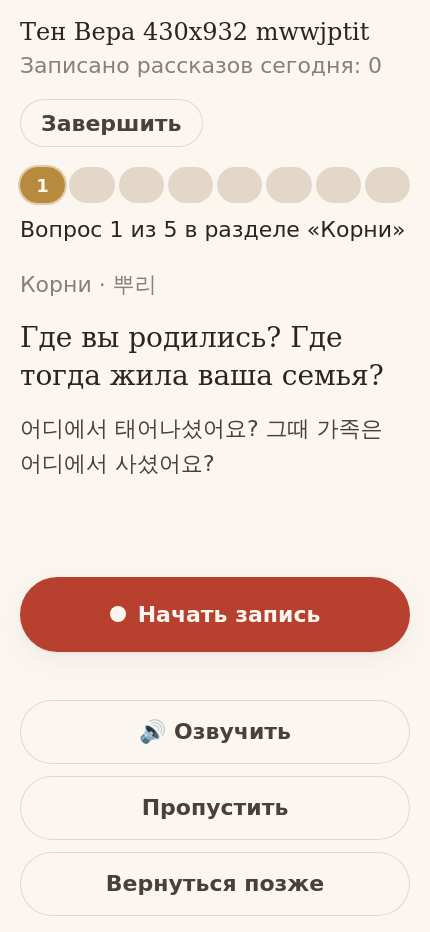 Тен Вера 430x932 mwwjptit
Записано рассказов сегодня: 0
Завершить
1
Вопрос 1 из 5 в разделе «Корни»
Корни · 뿌리
Где вы родились? Где
тогда жила ваша семья?
어디에서 태어나셨어요? 그때 가족은
어디에서 사셨어요?
Начать запись
🔊 Озвучить
Пропустить
Вернуться позже